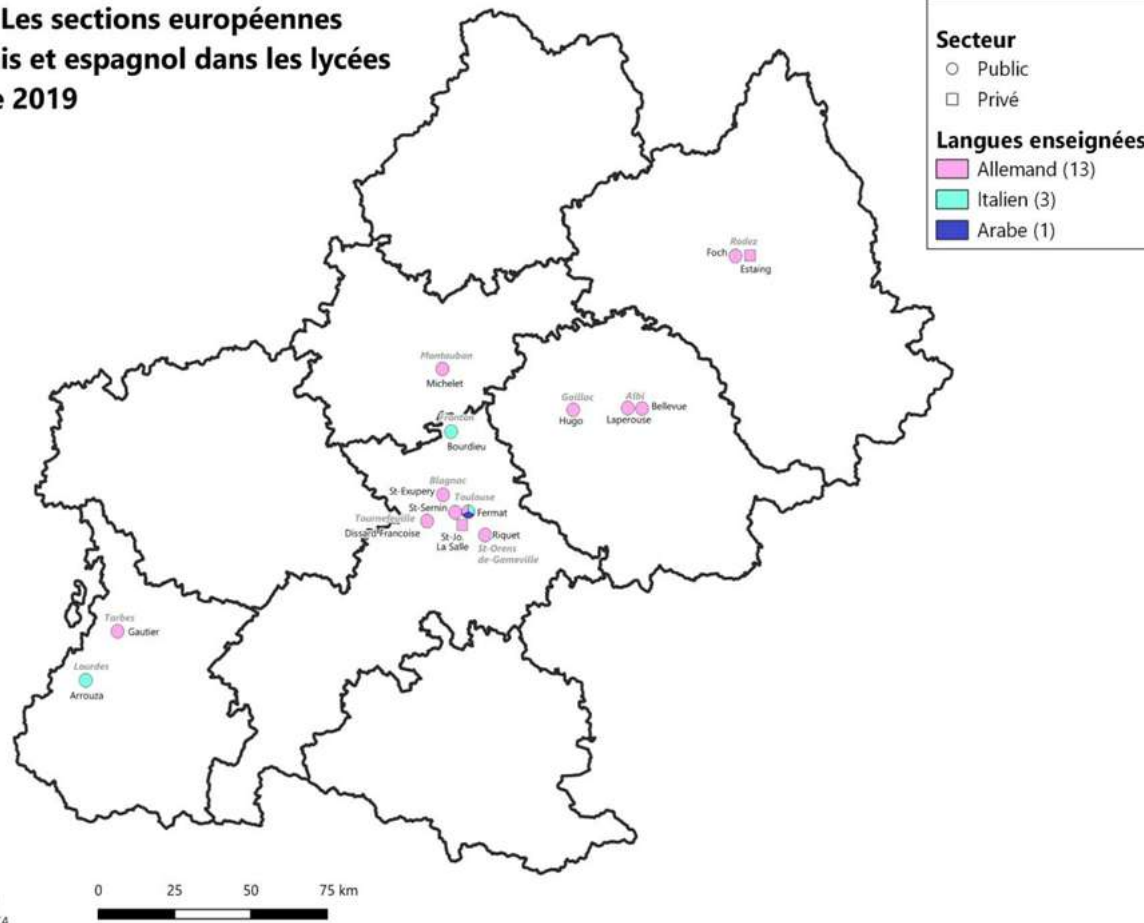 Les sections européennes
is et espagnol dans les lycées
2019
Secteur
Public
Privé
Langues enseignées
Allemand (13)
Italien (3)
Arabe (1)
Rodez
Foch
Estaing
Montauban
Michelet
Gaillac
Hugo
Albi
Bellevue
Laperouse
Fronton
Bourdieu
Blagnac
St-Exupery
Toulouse
St-Sernin
Fermat
Tournefeuille
Dissard-Francoise
St-Jo.
La Salle
Riquet
St-Orens
de-Gameville
Tarbes
Gautier
Lourdes
Arrouza
0 25 50 75 km